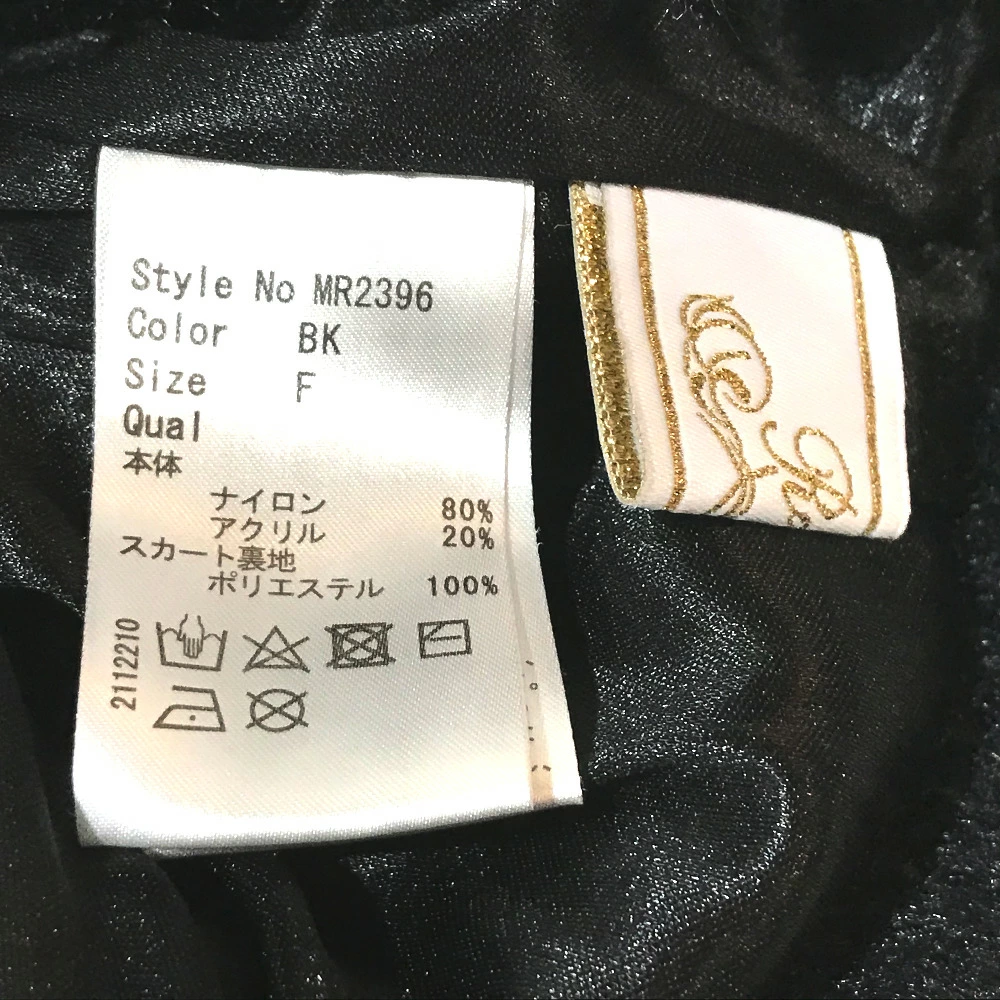 Style No MR2396
Color BK
Size F
Qual
本体
ナイロン 80%
アクリル 20%
スカート裏地
ポリエステル 100%
2112210